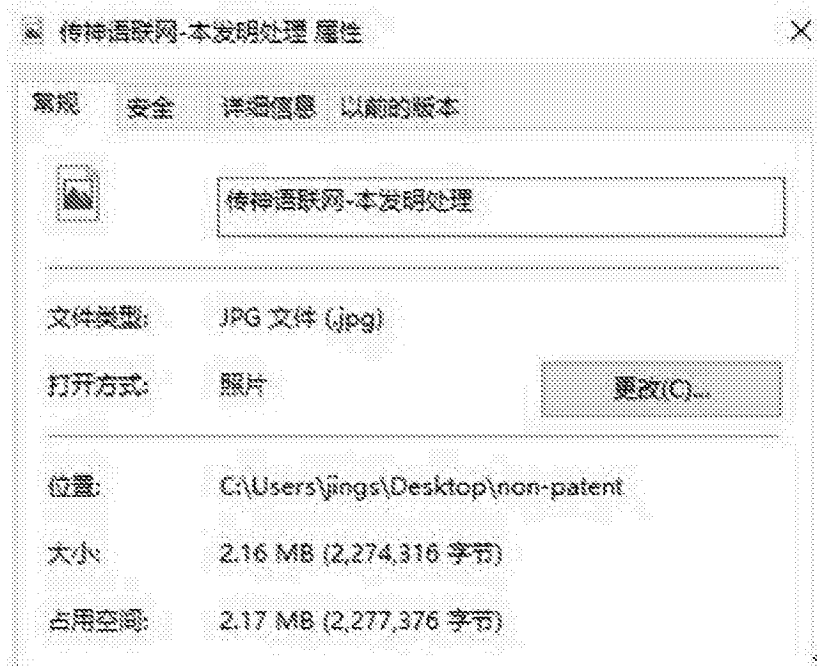 传神语联网-本发明处理 属性
常规 安全 详细信息 以前的版本
传神语联网-本发明处理
文件类型: JPG 文件 (.jpg)
打开方式: 照片 更改(C)...
位置: C:\Users\jings\Desktop\non-patent
大小: 2.16 MB (2,274,316 字节)
占用空间: 2.17 MB (2,277,376 字节)